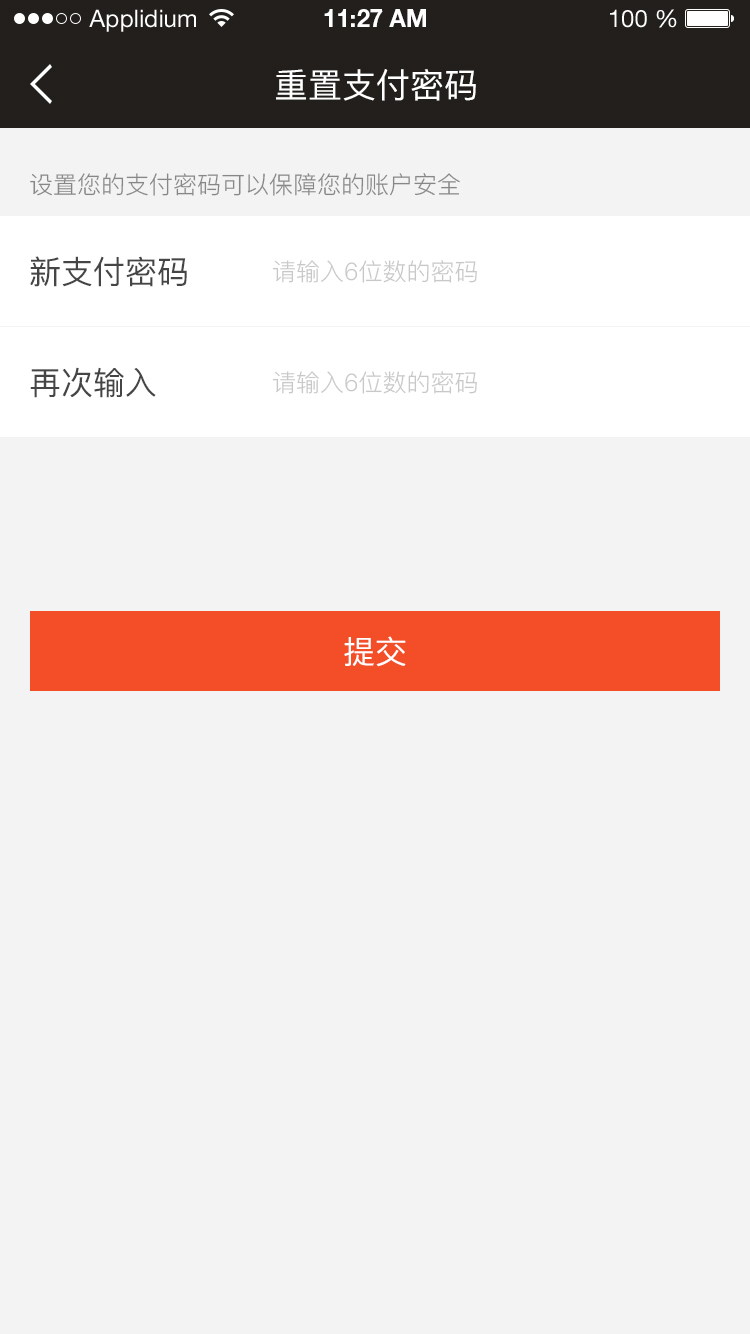 Applidium 11:27 AM 100 %
重置支付密码
设置您的支付密码可以保障您的账户安全
新支付密码 请输入6位数的密码
再次输入 请输入6位数的密码
提交